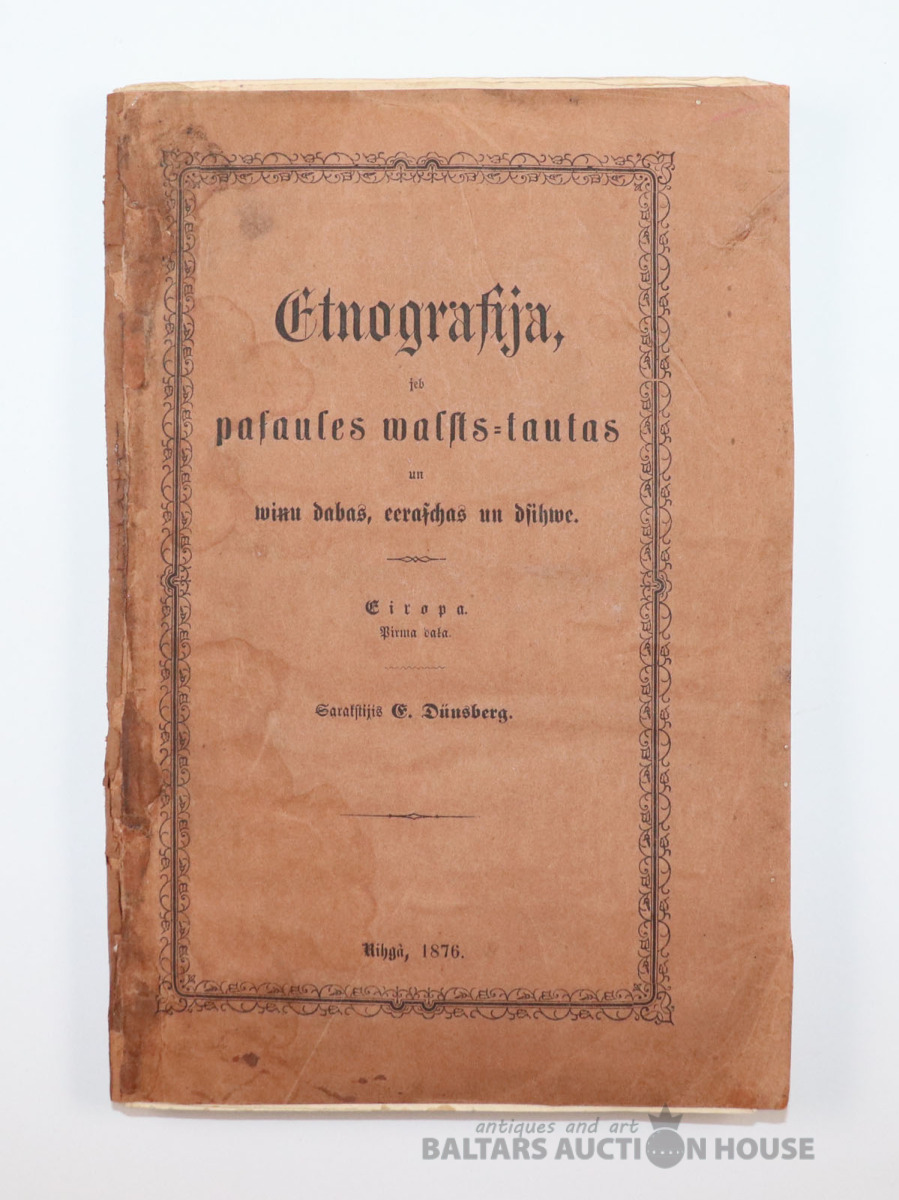 Etnografija,
jeb
paſaules walſts-tautas
un
wiņu dabas, eeraſchas un dſihwe.
Eiropa.
Pirma daļa.
Sarakſtijis E. Dünsberg.
Rihgâ, 1876.
antiques and art
BALTARS AUCTION HOUSE